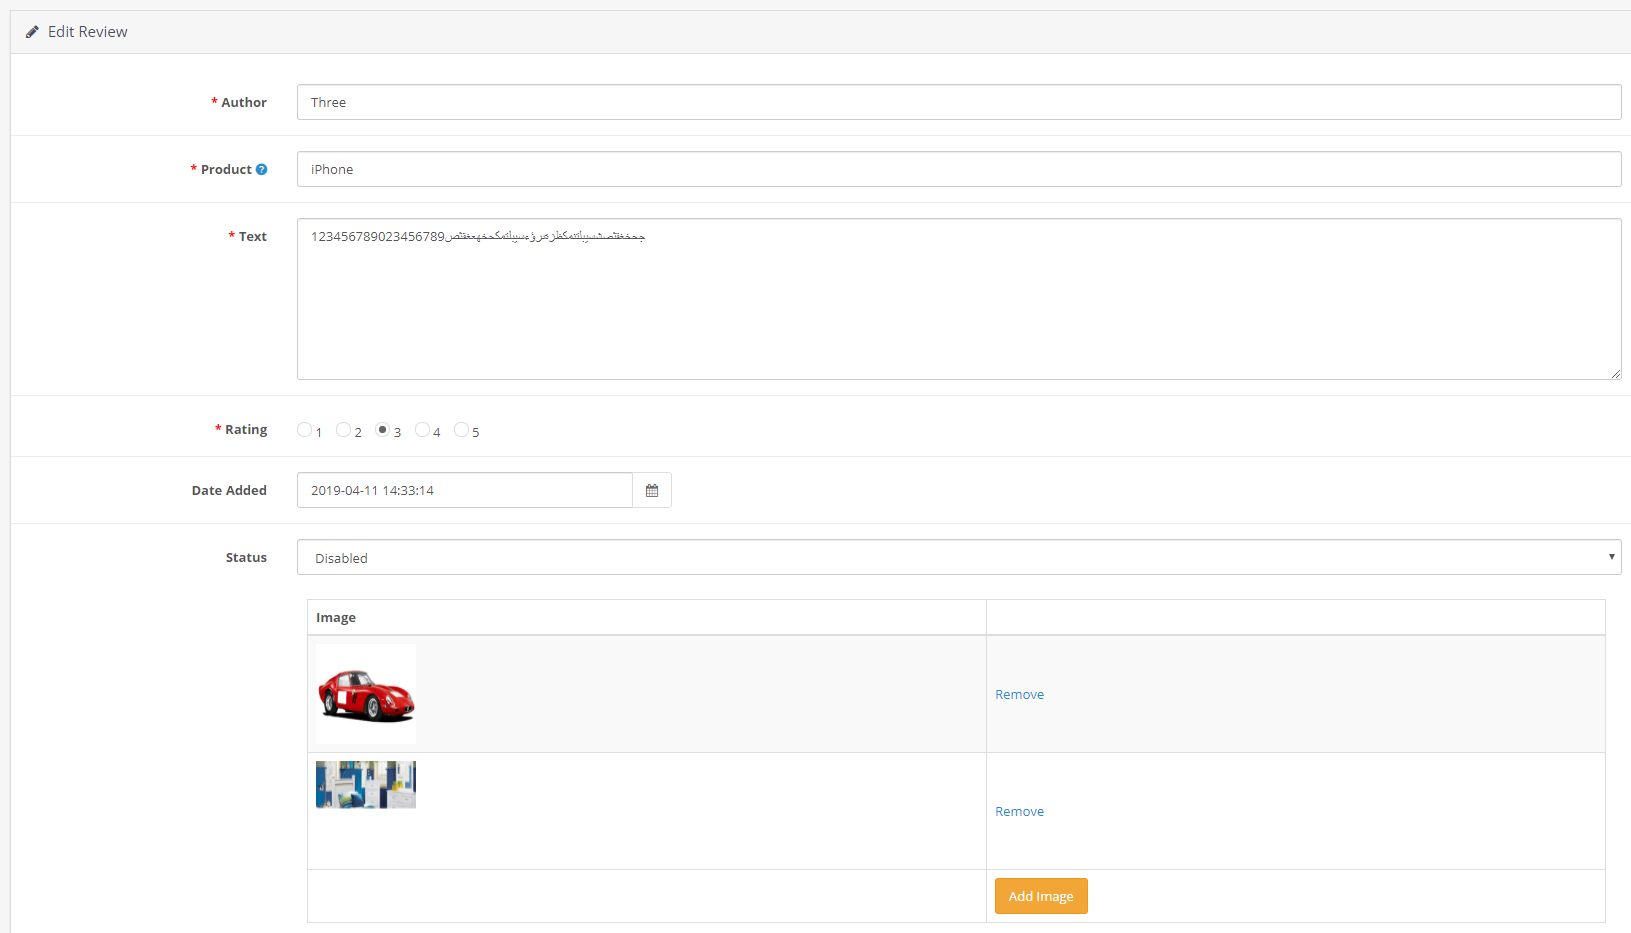 Edit Review
* Author
Three
* Product ?
iPhone
* Text
123456789023456789
* Rating
1 2 3 4 5
Date Added
2019-04-11 14:33:14
Status
Disabled
Image
Remove
Remove
Add Image